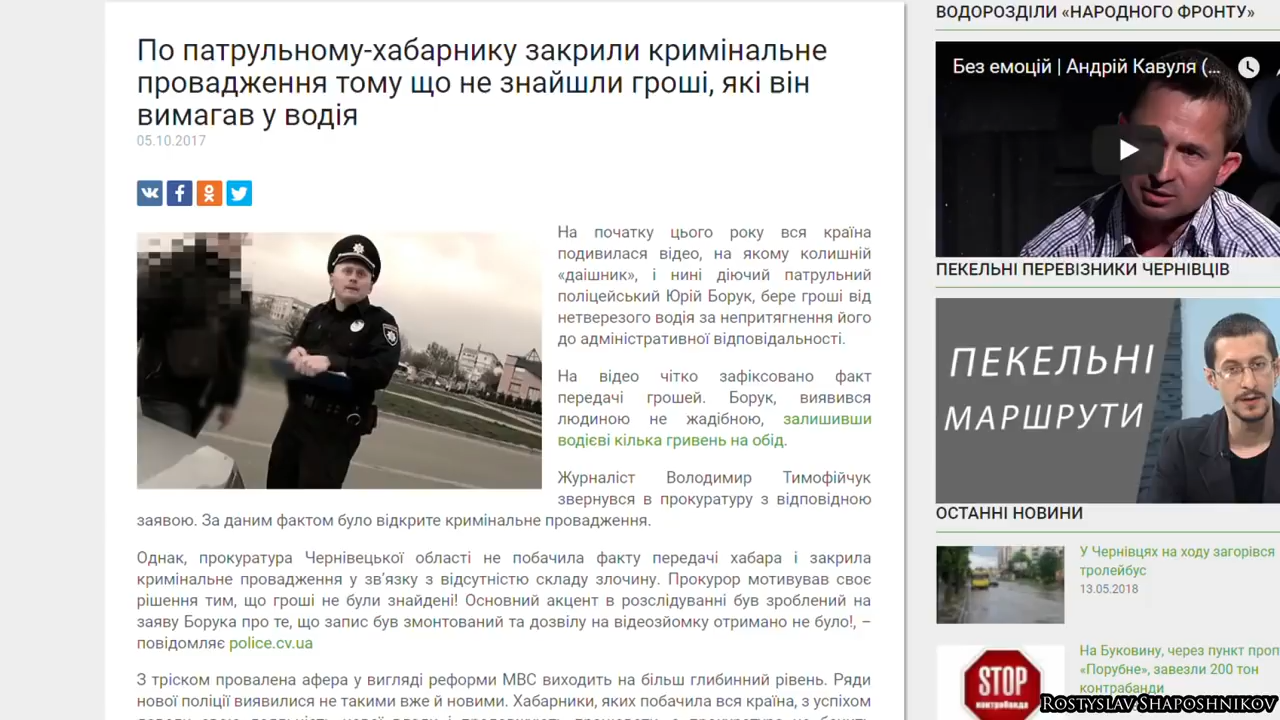 По патрульному-хабарнику закрили кримінальне
провадження тому що не знайшли гроші, які він
вимагав у водія
05.10.2017
На початку цього року вся країна
подивилася відео, на якому колишній
«даішник», і нині діючий патрульний
поліцейський Юрій Борук, бере гроші від
нетверезого водія за непритягнення його
до адміністративної відповідальності.
На відео чітко зафіксовано факт
передачі грошей. Борук, виявився
людиною не жадібною, залишивши
водієві кілька гривень на обід.
Журналіст Володимир Тимофійчук
звернувся в прокуратуру з відповідною
заявою. За даним фактом було відкрите кримінальне провадження.
Однак, прокуратура Чернівецької області не побачила факту передачі хабара і закрила
кримінальне провадження у зв’язку з відсутністю складу злочину. Прокурор мотивував своє
рішення тим, що гроші не були знайдені! Основний акцент в розслідуванні був зроблений на
заяву Борука про те, що запис був змонтований та дозвілу на відеозйомку отримано не було!, –
повідомляє police.cv.ua
З тріском провалена афера у вигляді реформи МВС виходить на більш глибинний рівень. Ряди
нової поліції виявилися не такими вже новими. Хабарники, яких побачила вся країна, з успіхом
ВОДОРОЗДІЛИ «НАРОДНОГО ФРОНТУ»
Без емоцій | Андрій Кавуля (...
ПЕКЕЛЬНІ ПЕРЕВІЗНИКИ ЧЕРНІВЦІВ
ПЕКЕЛЬНІ
МАРШРУТИ
ОСТАННІ НОВИНИ
У Чернівцях на ходу загорівся
тролейбус
13.05.2018
На Буковину, через пункт проп
«Порубне», завезли 200 тон
контрабанди
STOP
контрабанда
Rostyslav Shaposhnikov